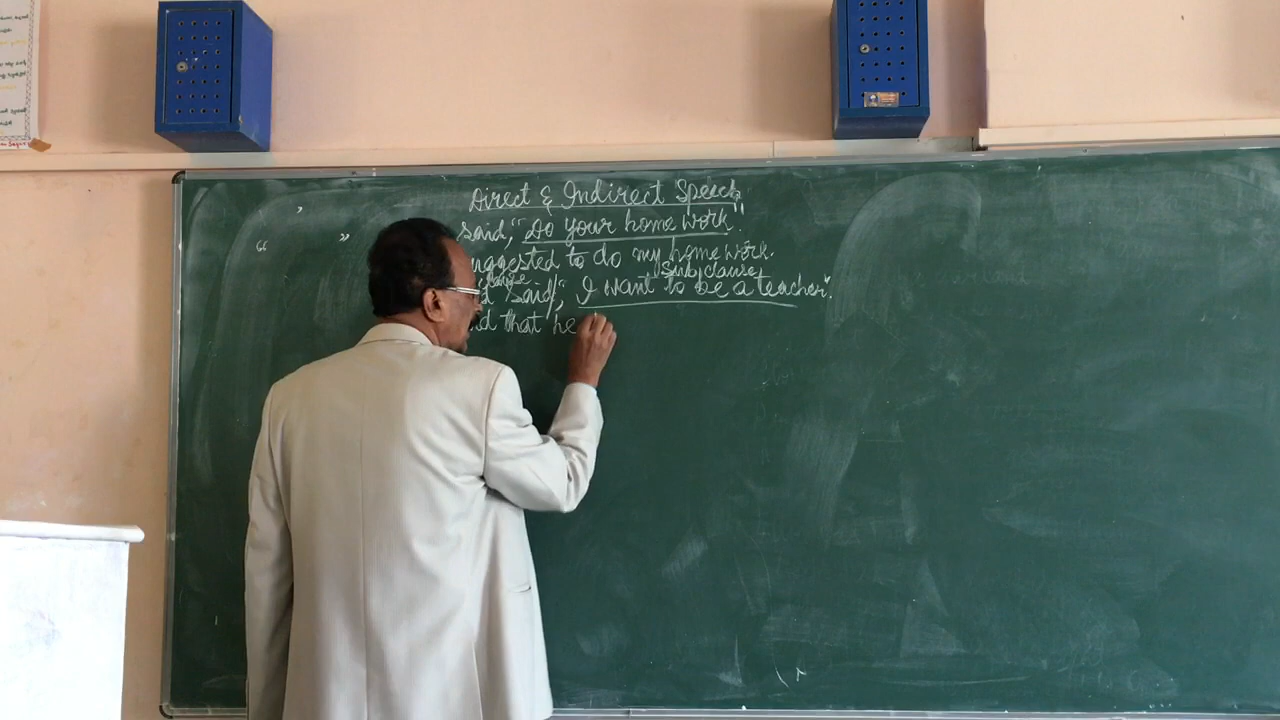 Direct & Indirect Speech
said, "Do your home work".
to do my home work.
clause Sub clause
said, "I want to be a teacher".
that he